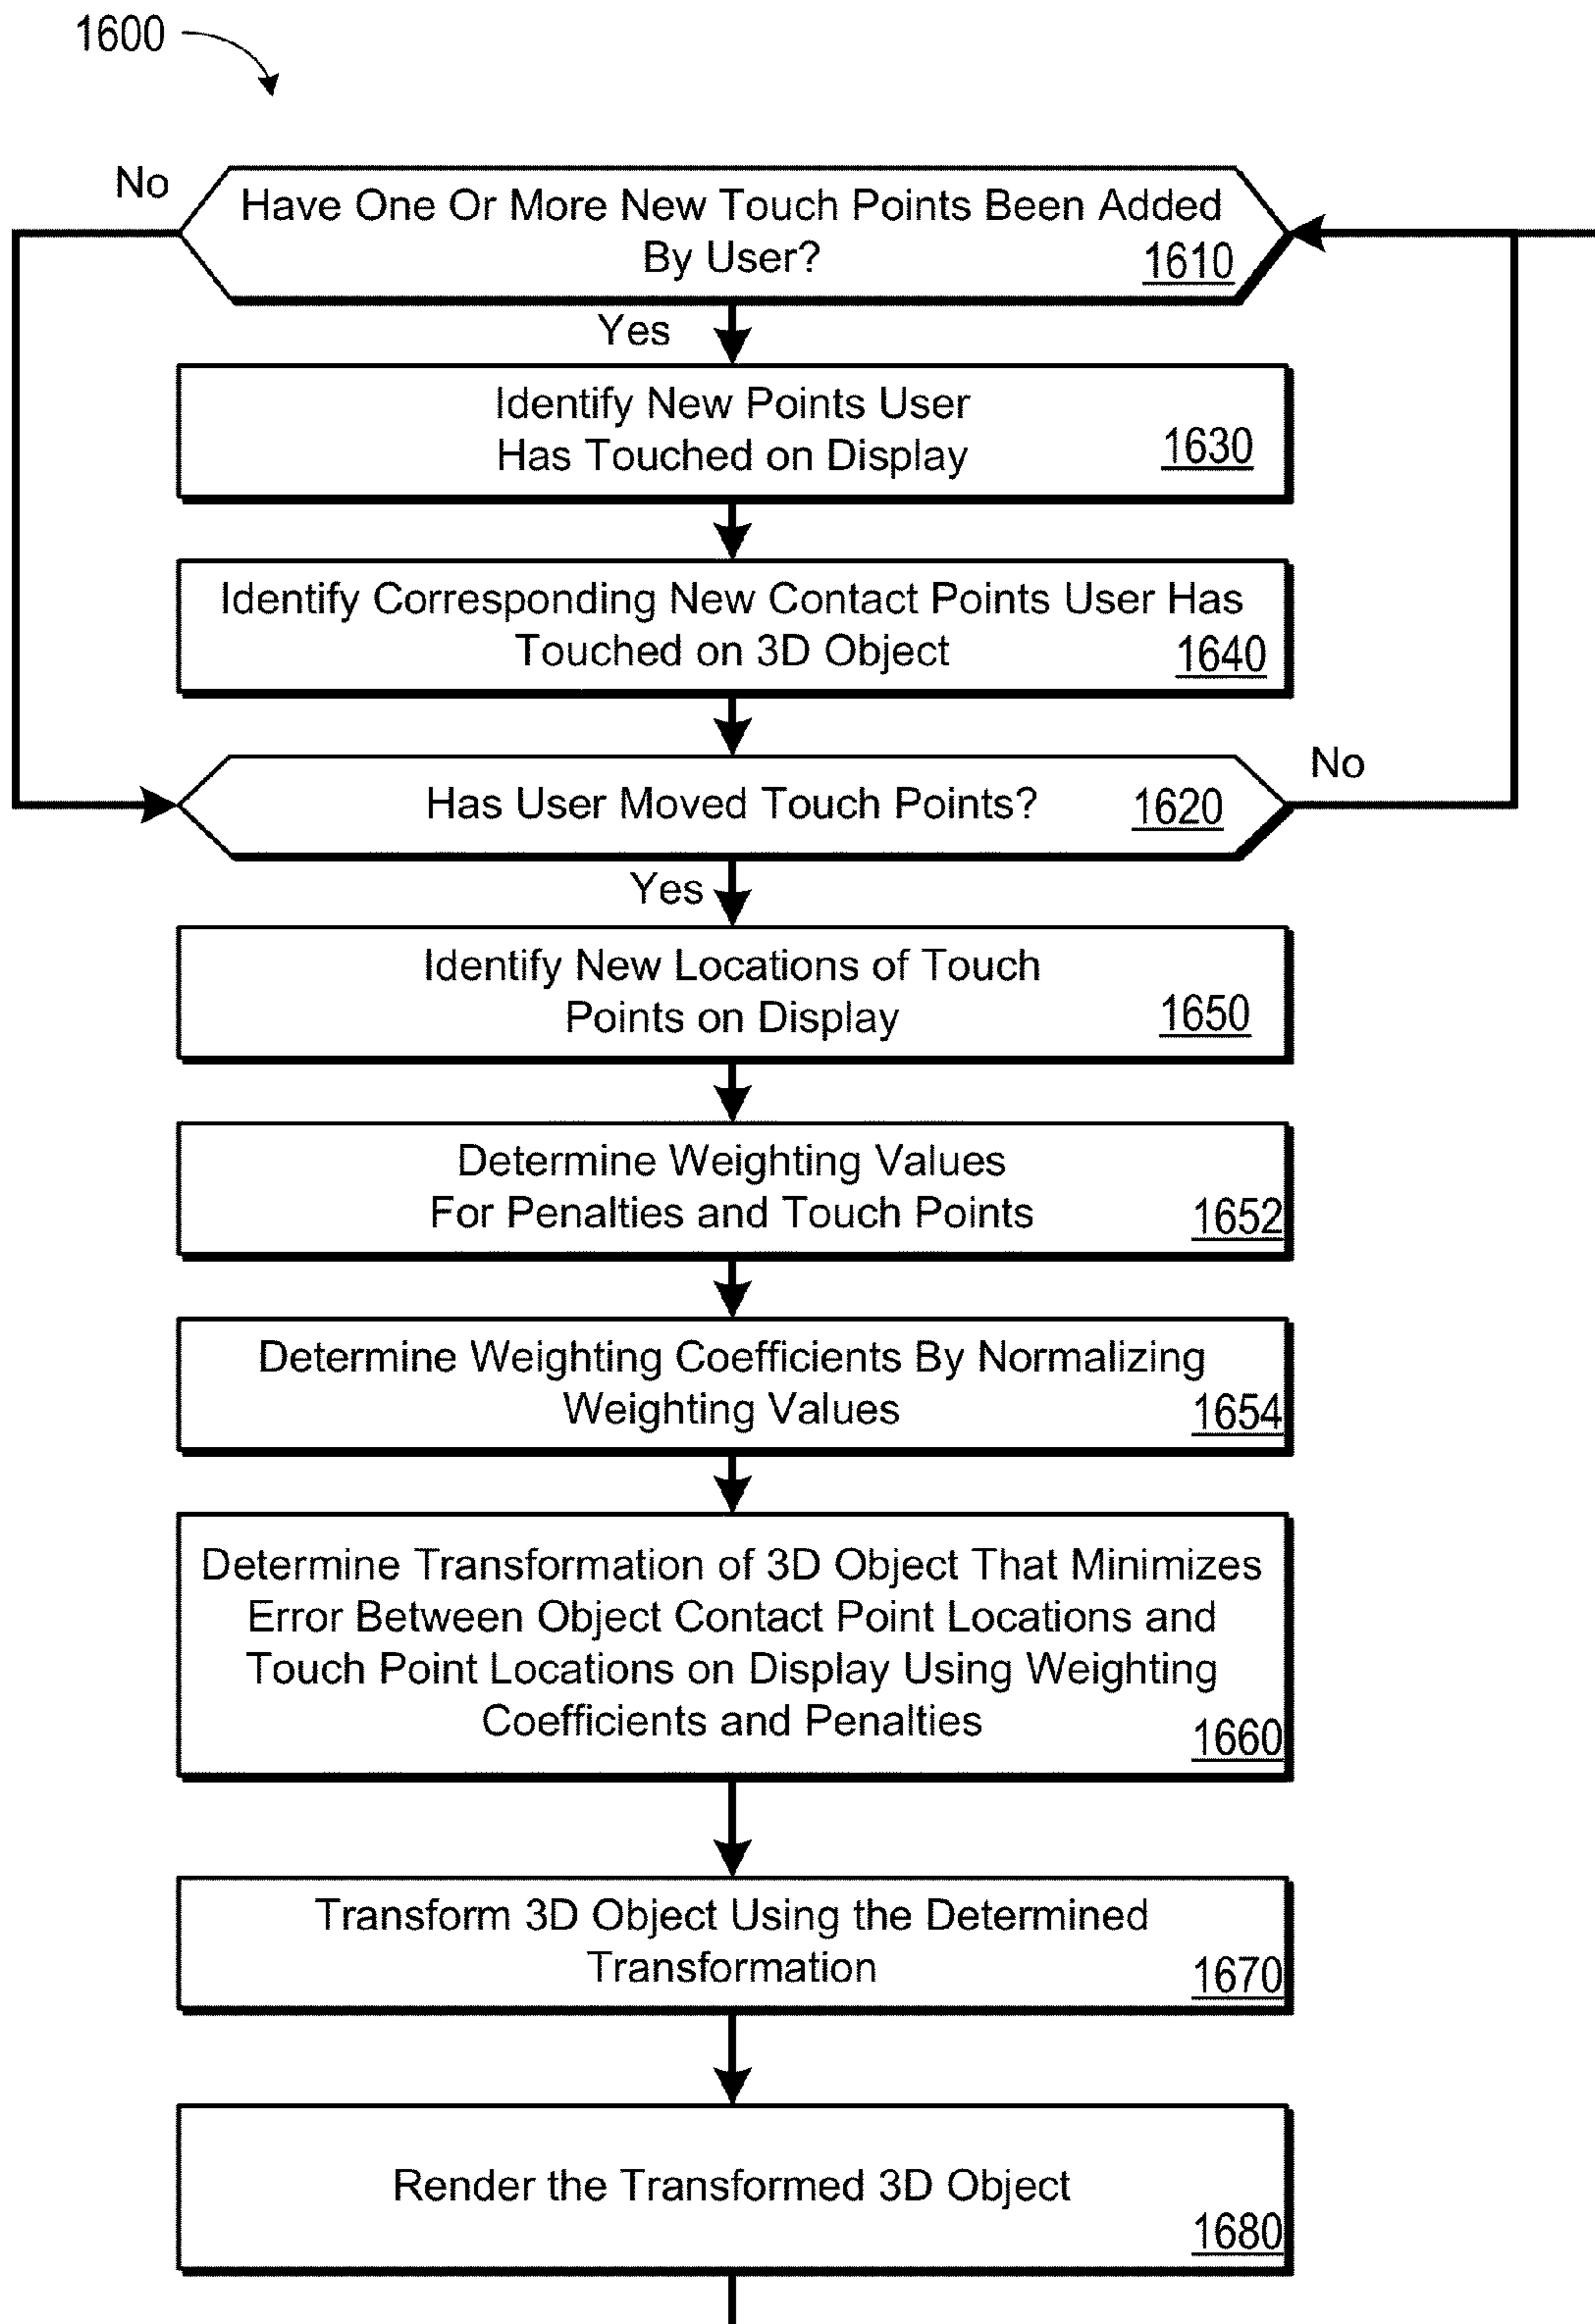 1600
No
Have One Or More New Touch Points Been Added
By User?
1610
Yes
Identify New Points User
Has Touched on Display
1630
Identify Corresponding New Contact Points User Has
Touched on 3D Object
1640
No
Has User Moved Touch Points?
1620
Yes
Identify New Locations of Touch
Points on Display
1650
Determine Weighting Values
For Penalties and Touch Points
1652
Determine Weighting Coefficients By Normalizing
Weighting Values
1654
Determine Transformation of 3D Object That Minimizes
Error Between Object Contact Point Locations and
Touch Point Locations on Display Using Weighting
Coefficients and Penalties
1660
Transform 3D Object Using the Determined
Transformation
1670
Render the Transformed 3D Object
1680